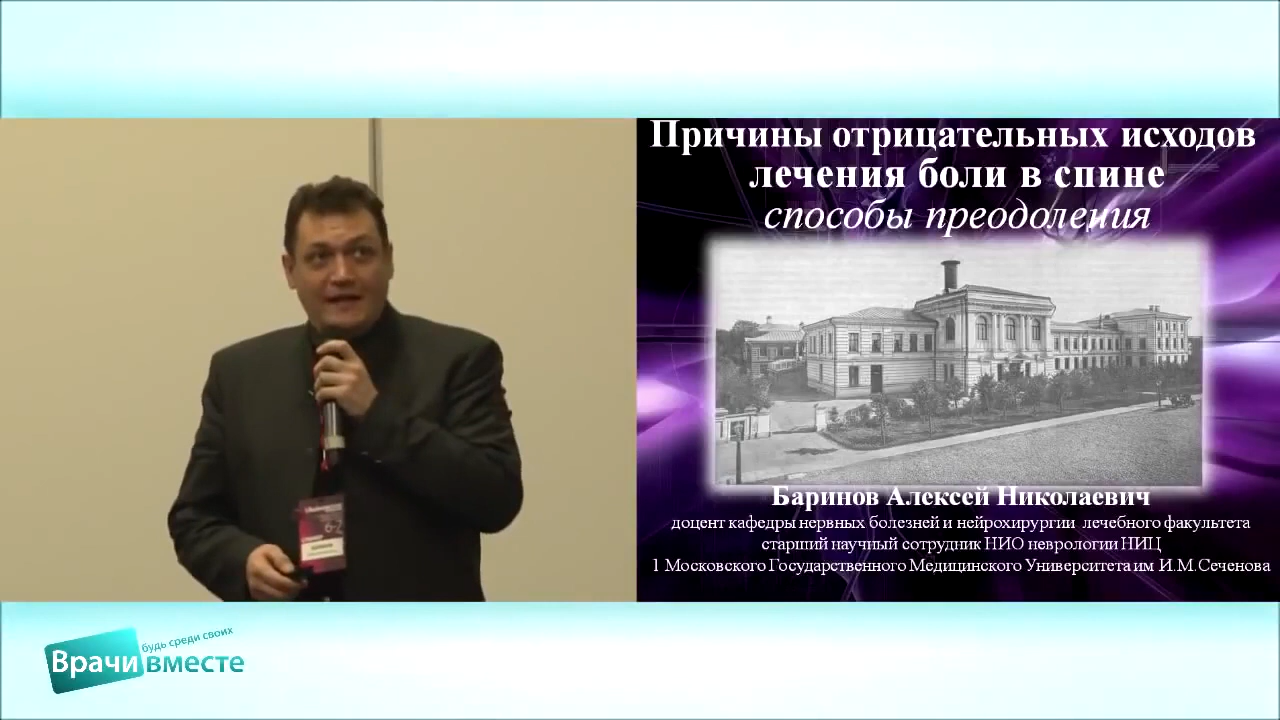 Причины отрицательных исходов
лечения боли в спине
способы преодоления
Баринов Алексей Николаевич
доцент кафедры нервных болезней и нейрохирургии лечебного факультета
старший научный сотрудник НИО неврологии НИЦ
1 Московского Государственного Медицинского Университета им И.М.Сеченова
будь среди своих
Врачи вместе